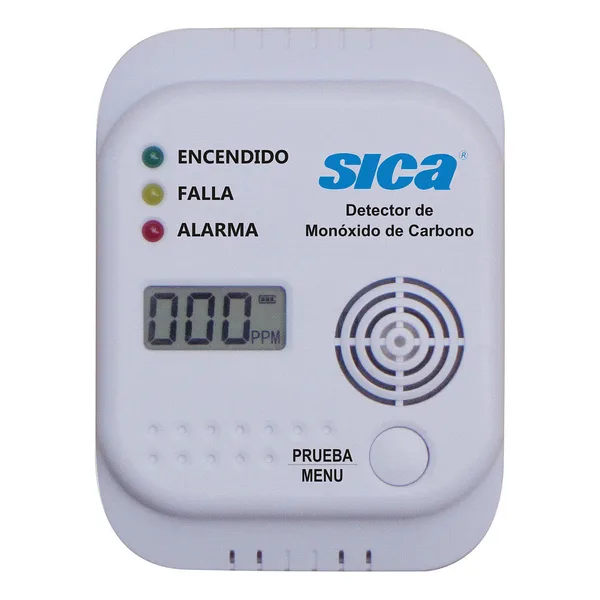 ENCENDIDO
FALLA
ALARMA
sica®
Detector de
Monóxido de Carbono
000 PPM
PRUEBA
MENU